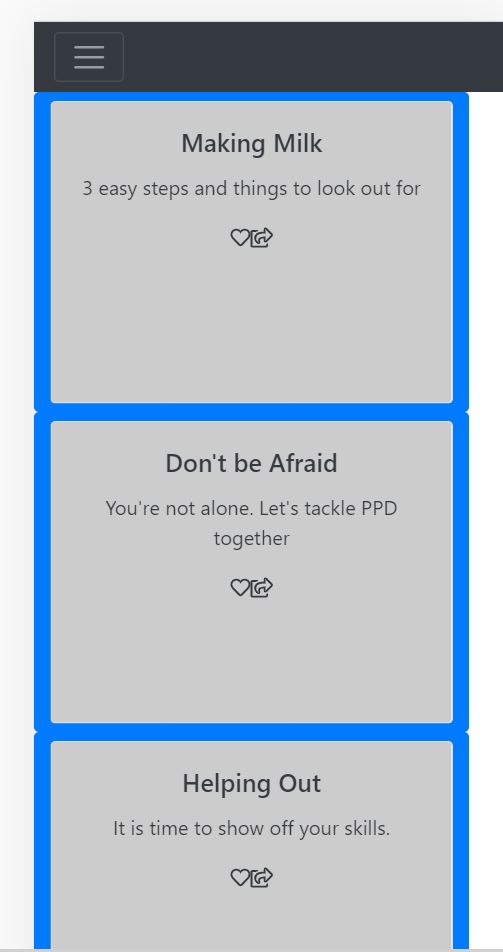 Making Milk
3 easy steps and things to look out for
Don't be Afraid
You're not alone. Let's tackle PPD
together
Helping Out
It is time to show off your skills.